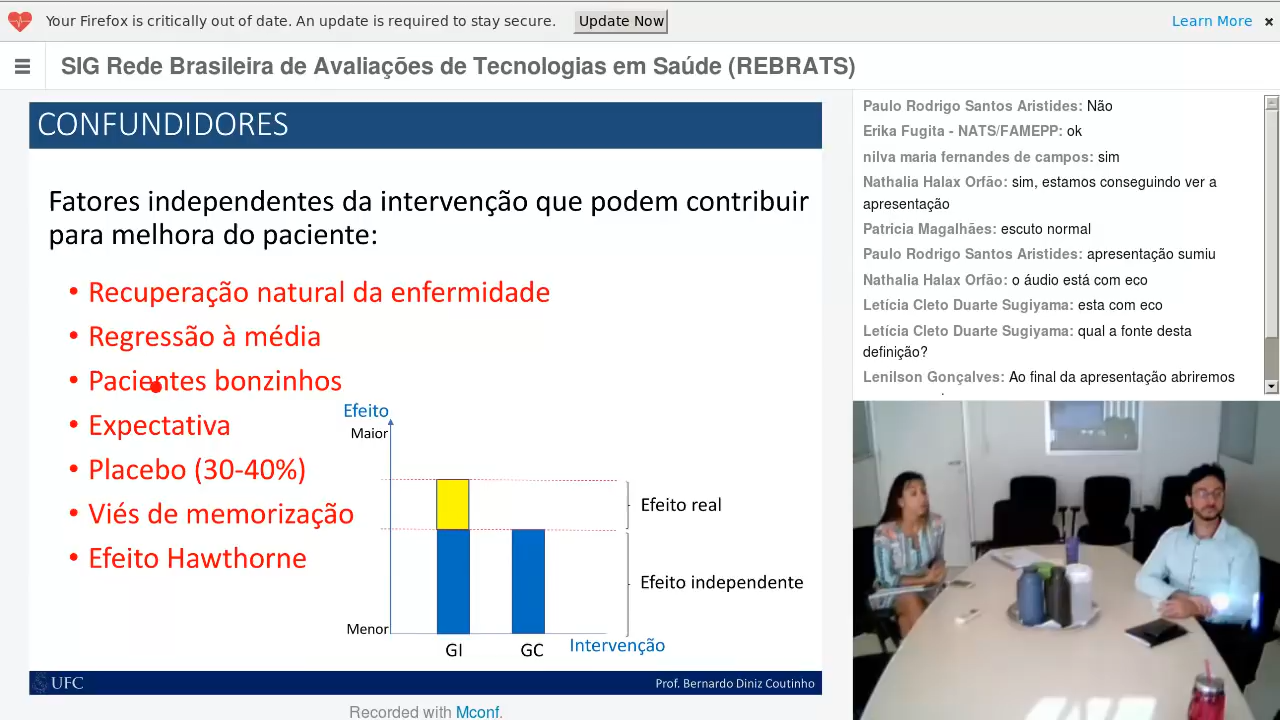 Your Firefox is critically out of date. An update is required to stay secure. Update Now Learn More ×
SIG Rede Brasileira de Avaliações de Tecnologias em Saúde (REBRATS)
CONFUNDIDORES
Fatores independentes da intervenção que podem contribuir
para melhora do paciente:
• Recuperação natural da enfermidade
• Regressão à média
• Pacientes bonzinhos
• Expectativa
• Placebo (30-40%)
• Viés de memorização
• Efeito Hawthorne
Efeito
Maior
Menor
GI
GC
Intervenção
Efeito real
Efeito independente
UFC
Prof. Bernardo Diniz Coutinho
Recorded with Mconf.
Paulo Rodrigo Santos Aristides: Não
Erika Fugita - NATS/FAMEPP: ok
nilva maria fernandes de campos: sim
Nathalia Halax Orfão: sim, estamos conseguindo ver a
apresentação
Patricia Magalhães: escuto normal
Paulo Rodrigo Santos Aristides: apresentação sumiu
Nathalia Halax Orfão: o áudio está com eco
Letícia Cleto Duarte Sugiyama: esta com eco
Letícia Cleto Duarte Sugiyama: qual a fonte desta
definição?
Lenilson Gonçalves: Ao final da apresentação abriremos